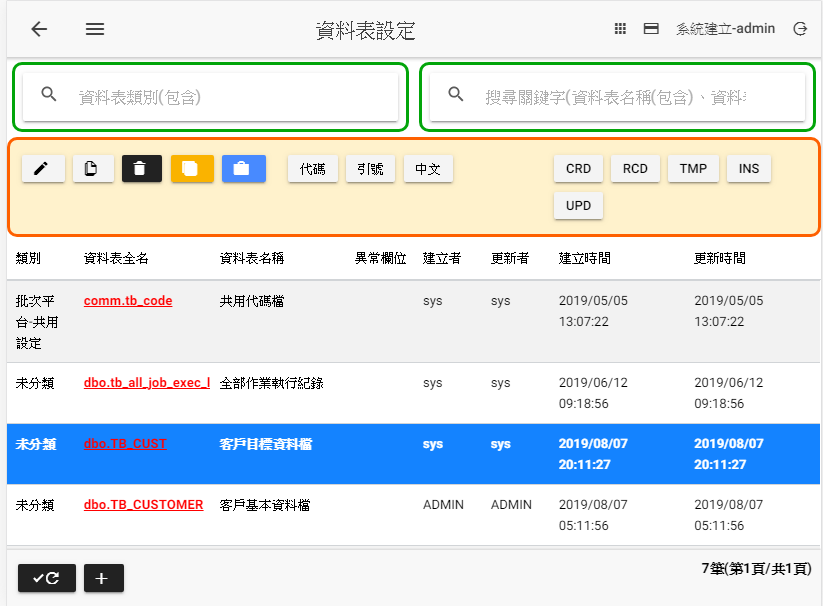 資料表設定
系統建立-admin
資料表類別(包含)
搜尋關鍵字(資料表名稱(包含)、資料
代碼 引號 中文 CRD RCD TMP INS
UPD
類別 資料表全名 資料表名稱 異常欄位 建立者 更新者 建立時間 更新時間
批次平 comm.tb_code 共用代碼檔 sys sys 2019/05/05 2019/05/05
台-共用 13:07:22 13:07:22
設定
未分類 dbo.tb_all_job_exec_l 全部作業執行紀錄 sys sys 2019/06/12 2019/06/12
09:18:56 09:18:56
未分類 dbo.TB_CUST 客戶目標資料檔 sys sys 2019/08/07 2019/08/07
20:11:27 20:11:27
未分類 dbo.TB_CUSTOMER 客戶基本資料檔 ADMIN ADMIN 2019/08/07 2019/08/07
05:11:56 05:11:56
7筆(第1頁/共1頁)